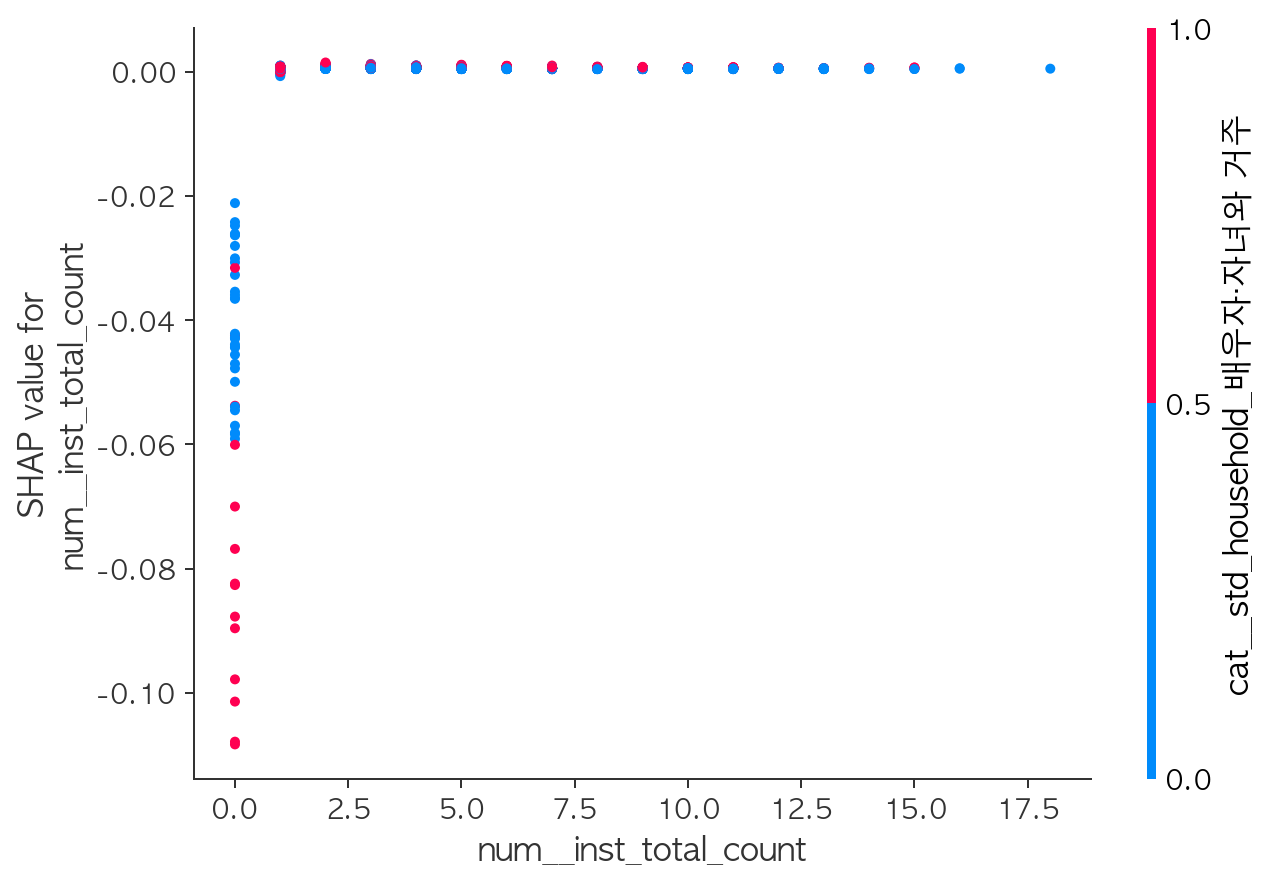 SHAP value for
num__inst_total_count
0.00
-0.02
-0.04
-0.06
-0.08
-0.10
0.0 2.5 5.0 7.5 10.0 12.5 15.0 17.5
num__inst_total_count
1.0
0.5
0.0
cat__std_household_배우자·자녀와 거주